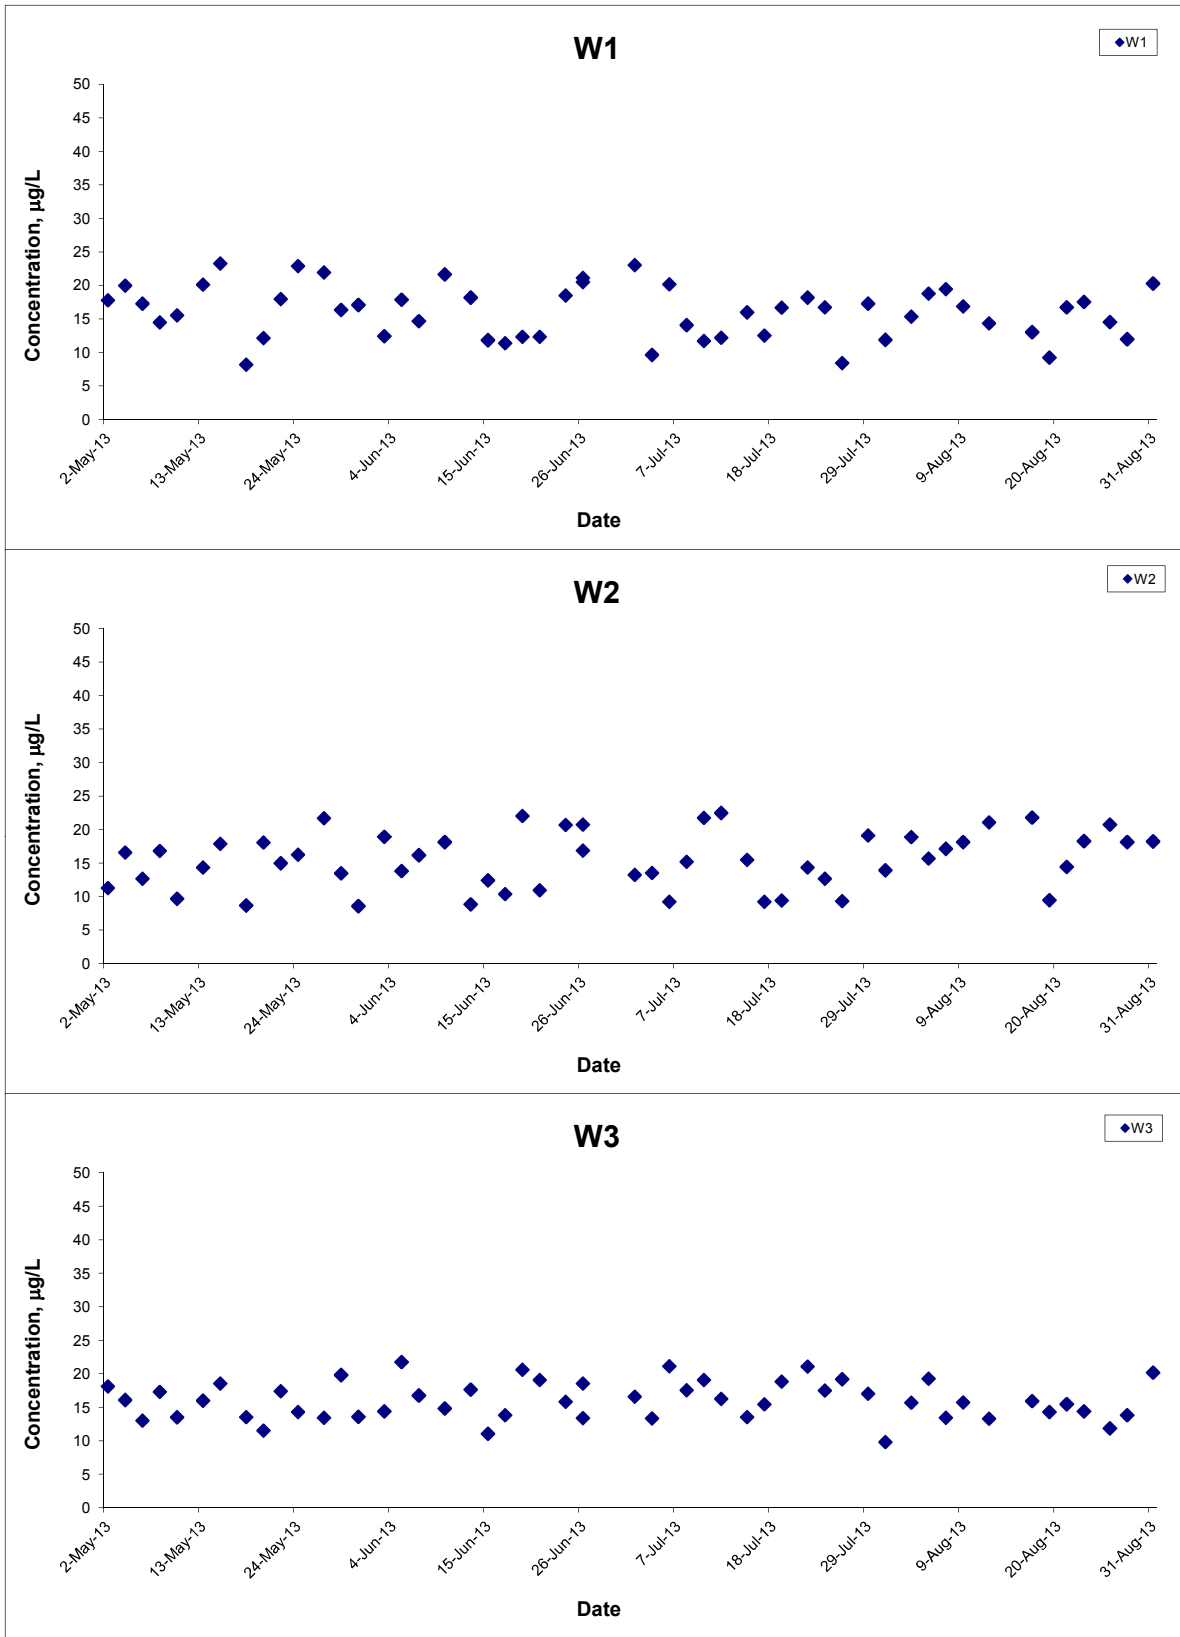 W1
W1
50
45
40
35
30
25
20
15
10
5
0
Concentration, µg/L
2-May-13
13-May-13
24-May-13
4-Jun-13
15-Jun-13
26-Jun-13
7-Jul-13
18-Jul-13
29-Jul-13
9-Aug-13
20-Aug-13
31-Aug-13
Date
W2
W2
50
45
40
35
30
25
20
15
10
5
0
Concentration, µg/L
2-May-13
13-May-13
24-May-13
4-Jun-13
15-Jun-13
26-Jun-13
7-Jul-13
18-Jul-13
29-Jul-13
9-Aug-13
20-Aug-13
31-Aug-13
Date
W3
W3
50
45
40
35
30
25
20
15
10
5
0
Concentration, µg/L
2-May-13
13-May-13
24-May-13
4-Jun-13
15-Jun-13
26-Jun-13
7-Jul-13
18-Jul-13
29-Jul-13
9-Aug-13
20-Aug-13
31-Aug-13
Date